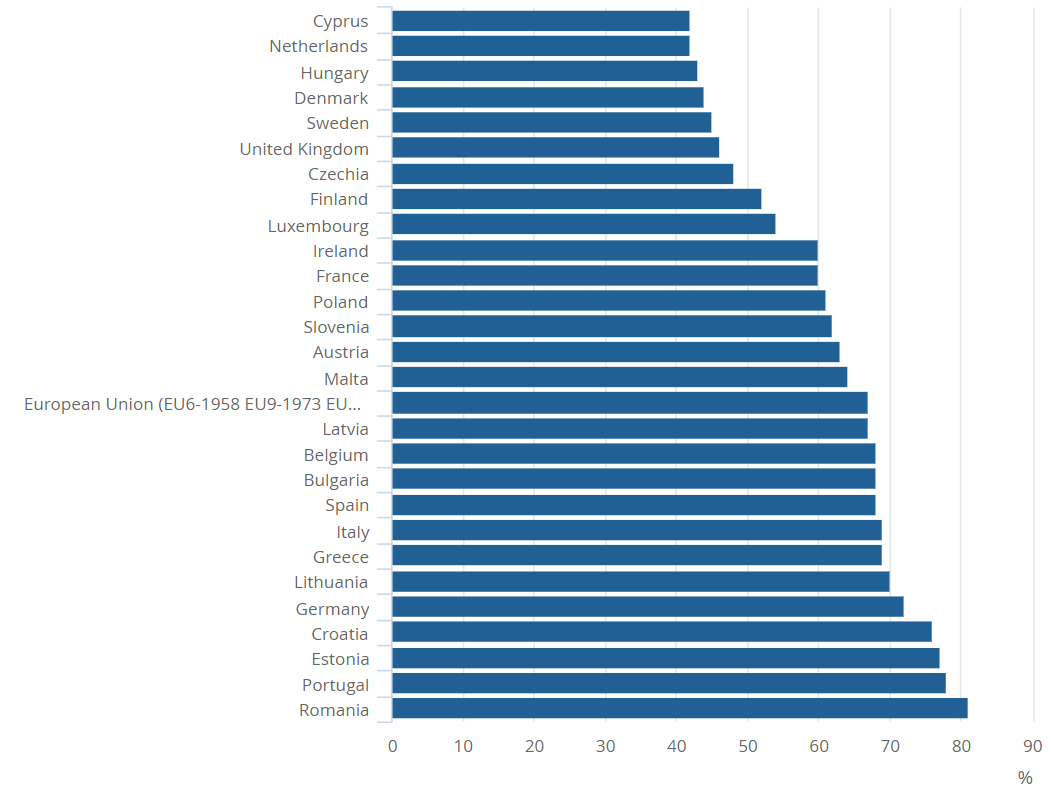 Cyprus
Netherlands
Hungary
Denmark
Sweden
United Kingdom
Czechia
Finland
Luxembourg
Ireland
France
Poland
Slovenia
Austria
Malta
European Union (EU6-1958 EU9-1973 EU...
Latvia
Belgium
Bulgaria
Spain
Italy
Greece
Lithuania
Germany
Croatia
Estonia
Portugal
Romania
0 10 20 30 40 50 60 70 80 90
%